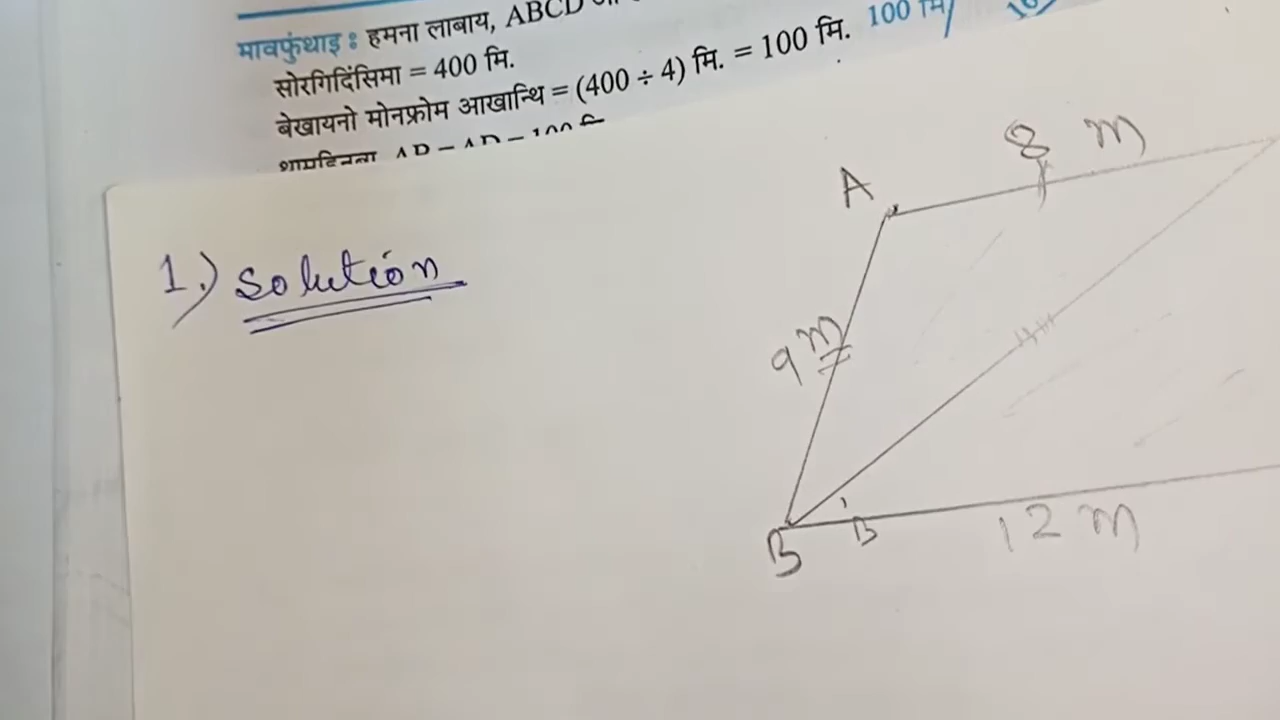 मावफुंथाइ : हमना लाबाय, ABCD
सोरगिदिंसिमा = 400 मि.
बेखायनो मोनफ्रोम आखान्थि = (400 ÷ 4) मि. = 100 मि. 100 मि
1.) Solution
A
8 m
9 m
B
B
12 m